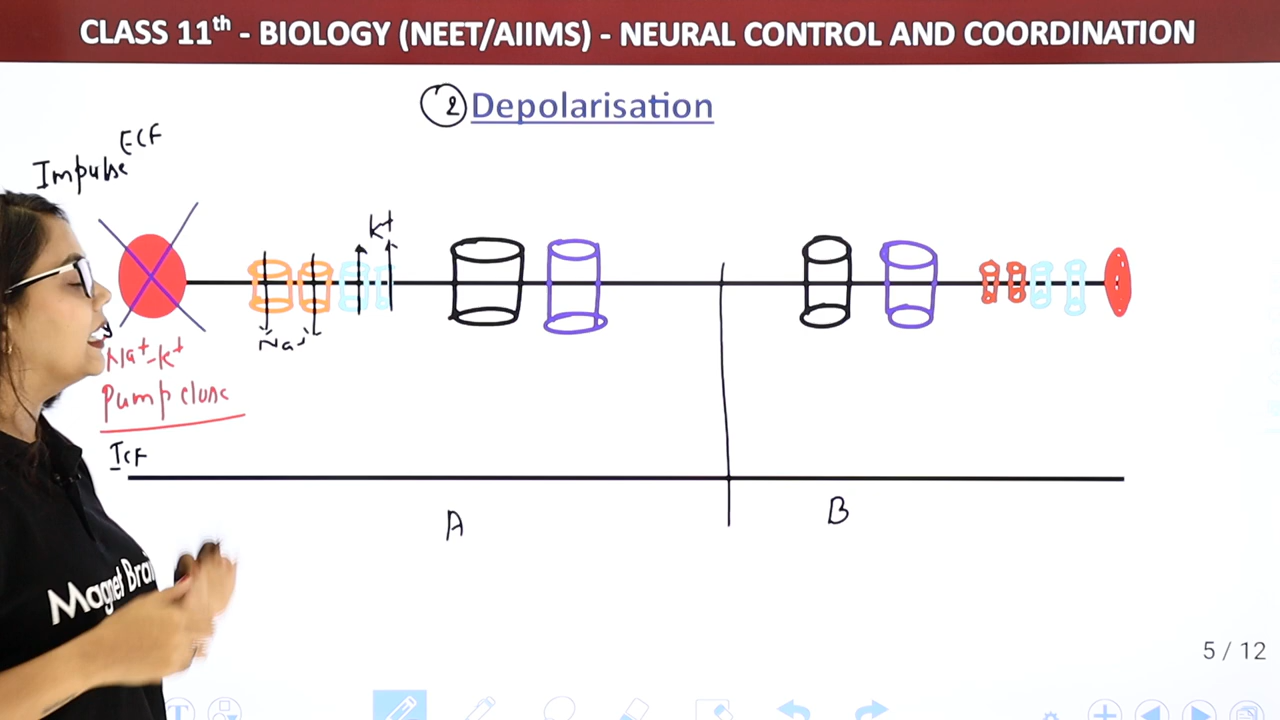 CLASS 11th - BIOLOGY (NEET/AIIMS) - NEURAL CONTROL AND COORDINATION
2 Depolarisation
ECF
Impulse
K+
Na+
Na+-K+
Pump close
ICF
A
B
Magnet Brai
5 / 12
T